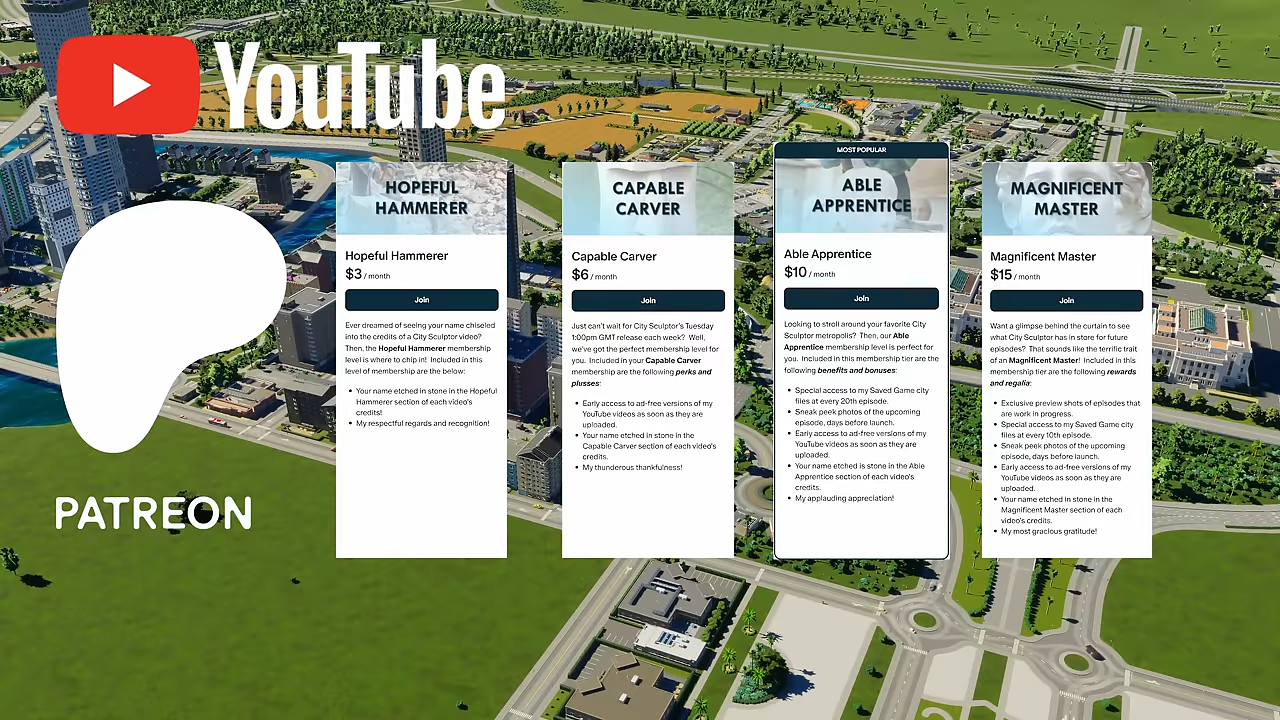 YouTube
PATREON
HOPEFUL
HAMMERER
Hopeful Hammerer
$3 / month
Join
Ever dreamed of seeing your name chiseled
into the credits of a City Sculptor video?
Then, the Hopeful Hammerer membership
level is where to chip in! Included in this
level of membership are the below:
• Your name etched in stone in the Hopeful
Hammerer section of each video's
credits!
• My respectful regards and recognition!
CAPABLE
CARVER
Capable Carver
$6 / month
Join
Just can't wait for City Sculptor's Tuesday
1:00pm GMT release each week? Well,
we've got the perfect membership level for
you. Included in your Capable Carver
membership are the following perks and
plusses:
• Early access to ad-free versions of my
YouTube videos as soon as they are
uploaded.
• Your name etched in stone in the
Capable Carver section of each video's
credits.
• My thunderous thankfulness!
MOST POPULAR
ABLE
APPRENTICE
Able Apprentice
$10 / month
Join
Looking to stroll around your favorite City
Sculptor metropolis? Then, our Able
Apprentice membership level is perfect for
you. Included in this membership tier are the
following benefits and bonuses:
• Special access to my Saved Game city
files at every 20th episode.
• Sneak peek photos of the upcoming
episode, days before launch.
• Early access to ad-free versions of my
YouTube videos as soon as they are
uploaded.
• Your name etched is stone in the Able
Apprentice section of each video's
credits.
• My applauding appreciation!
MAGNIFICENT
MASTER
Magnificent Master
$15 / month
Join
Want a glimpse behind the curtain to see
what City Sculptor has in store for future
episodes? That sounds like the terrific trait
of an Magnificent Master! Included in this
membership tier are the following rewards
and regalia:
• Exclusive preview shots of episodes that
are work in progress.
• Special access to my Saved Game city
files at every 10th episode.
• Sneak peek photos of the upcoming
episode, days before launch.
• Early access to ad-free versions of my
YouTube videos as soon as they are
uploaded.
• Your name etched in stone in the
Magnificent Master section of each
video's credits.
• My most gracious gratitude!